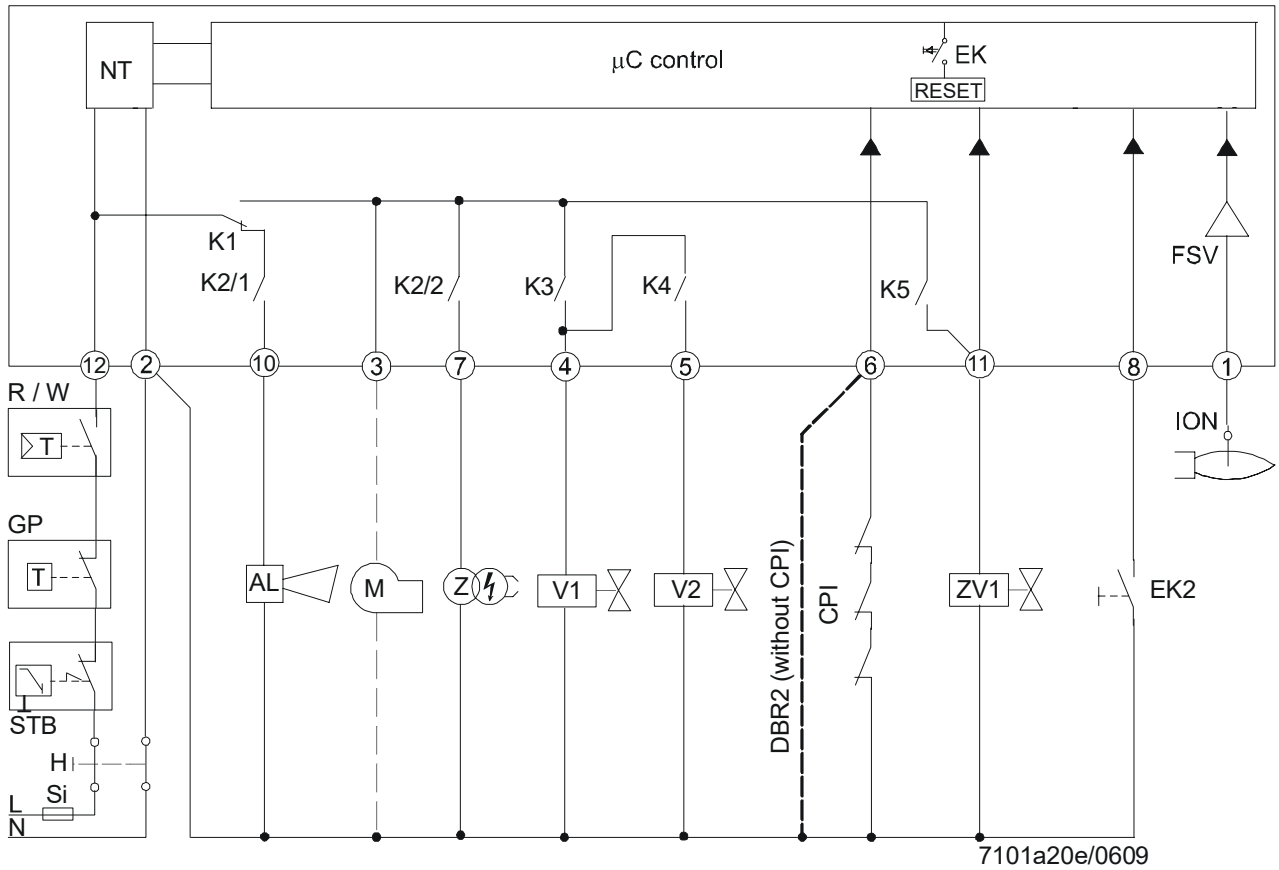 NT
μC control
EK
RESET
FSV
K1
K2/1
K2/2
K3
K4
K5
12
2
10
3
7
4
5
6
11
8
1
R / W
T
ION
GP
T
AL
M
Z
V1
V2
DBR2 (without CPI)
CPI
ZV1
EK2
STB
H
Si
L
N
7101a20e/0609